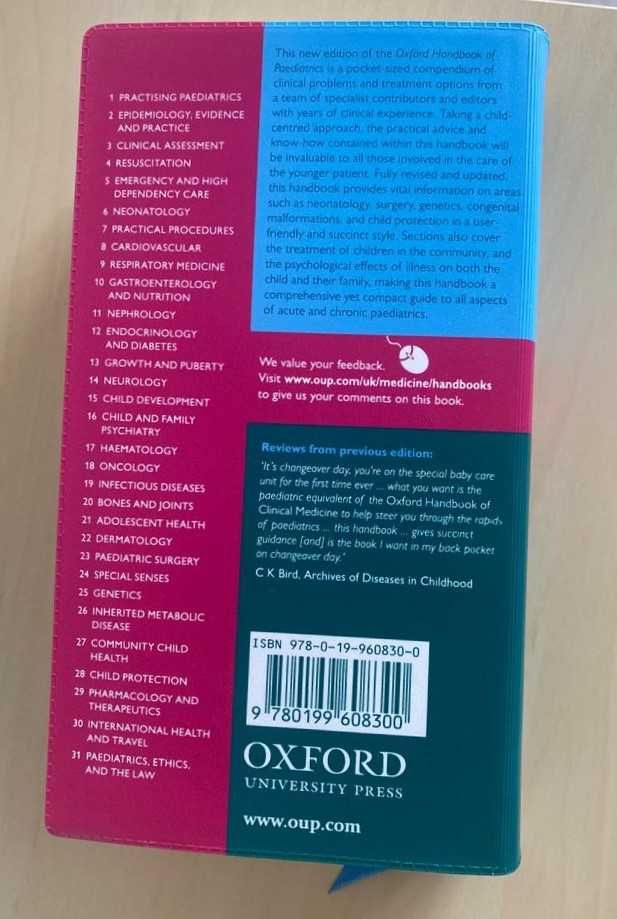 1 PRACTISING PAEDIATRICS
2 EPIDEMIOLOGY, EVIDENCE
AND PRACTICE
3 CLINICAL ASSESSMENT
4 RESUSCITATION
5 EMERGENCY AND HIGH
DEPENDENCY CARE
6 NEONATOLOGY
7 PRACTICAL PROCEDURES
8 CARDIOVASCULAR
9 RESPIRATORY MEDICINE
10 GASTROENTEROLOGY
AND NUTRITION
11 NEPHROLOGY
12 ENDOCRINOLOGY
AND DIABETES
13 GROWTH AND PUBERTY
14 NEUROLOGY
15 CHILD DEVELOPMENT
16 CHILD AND FAMILY
PSYCHIATRY
17 HAEMATOLOGY
18 ONCOLOGY
19 INFECTIOUS DISEASES
20 BONES AND JOINTS
21 ADOLESCENT HEALTH
22 DERMATOLOGY
23 PAEDIATRIC SURGERY
24 SPECIAL SENSES
25 GENETICS
26 INHERITED METABOLIC
DISEASE
27 COMMUNITY CHILD
HEALTH
28 CHILD PROTECTION
29 PHARMACOLOGY AND
THERAPEUTICS
30 INTERNATIONAL HEALTH
AND TRAVEL
31 PAEDIATRICS, ETHICS,
AND THE LAW
This new edition of the Oxford Handbook of
Paediatrics is a pocket-sized compendium of
clinical problems and treatment options from
a team of specialist contributors and editors
with years of clinical experience. Taking a child-
centred approach, the practical advice and
know-how contained within this handbook will
be invaluable to all those involved in the care of
the younger patient. Fully revised and updated,
this handbook provides vital information on areas
such as neonatology, surgery, genetics, congenital
malformations, and child protection in a user-
friendly and succinct style. Sections also cover
the treatment of children in the community, and
the psychological effects of illness on both the
child and their family, making this handbook a
comprehensive yet compact guide to all aspects
of acute and chronic paediatrics.
We value your feedback.
Visit www.oup.com/uk/medicine/handbooks
to give us your comments on this book.
Reviews from previous edition:
'It's changeover day, you're on the special baby care
unit for the first time ever ... what you want is the
paediatric equivalent of the Oxford Handbook of
Clinical Medicine to help steer you through the rapids
of paediatrics ... this handbook ... gives succinct
guidance [and] is the book I want in my back pocket
on changeover day.'
C K Bird, Archives of Diseases in Childhood
ISBN 978-0-19-960830-0
9 780199 608300
OXFORD
UNIVERSITY PRESS
www.oup.com